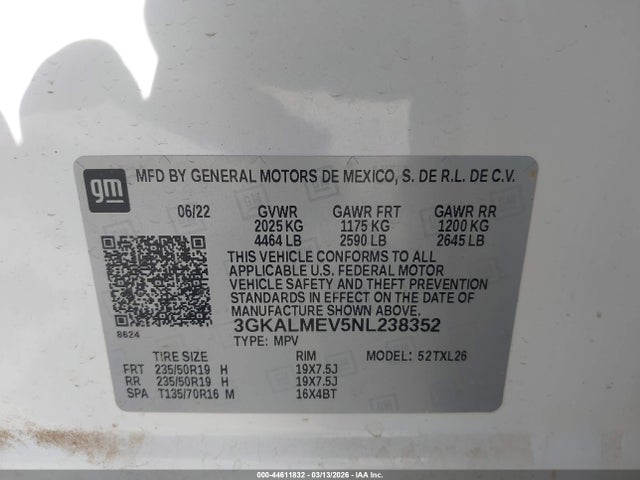 gm MFD BY GENERAL MOTORS DE MEXICO, S. DE R.L. DE C.V.
06/22 GVWR GAWR FRT GAWR RR
2025 KG 1175 KG 1200 KG
4464 LB 2590 LB 2645 LB
THIS VEHICLE CONFORMS TO ALL
APPLICABLE U.S. FEDERAL MOTOR
VEHICLE SAFETY AND THEFT PREVENTION
STANDARDS IN EFFECT ON THE DATE OF
MANUFACTURE SHOWN ABOVE.
3GKALMEV5NL238352
8624
TYPE: MPV
TIRE SIZE RIM MODEL: 52TXL26
FRT 235/50R19 H 19X7.5J
RR 235/50R19 H 19X7.5J
SPA T135/70R16 M 16X4BT
000-44611832 - 03/13/2026 - IAA Inc.